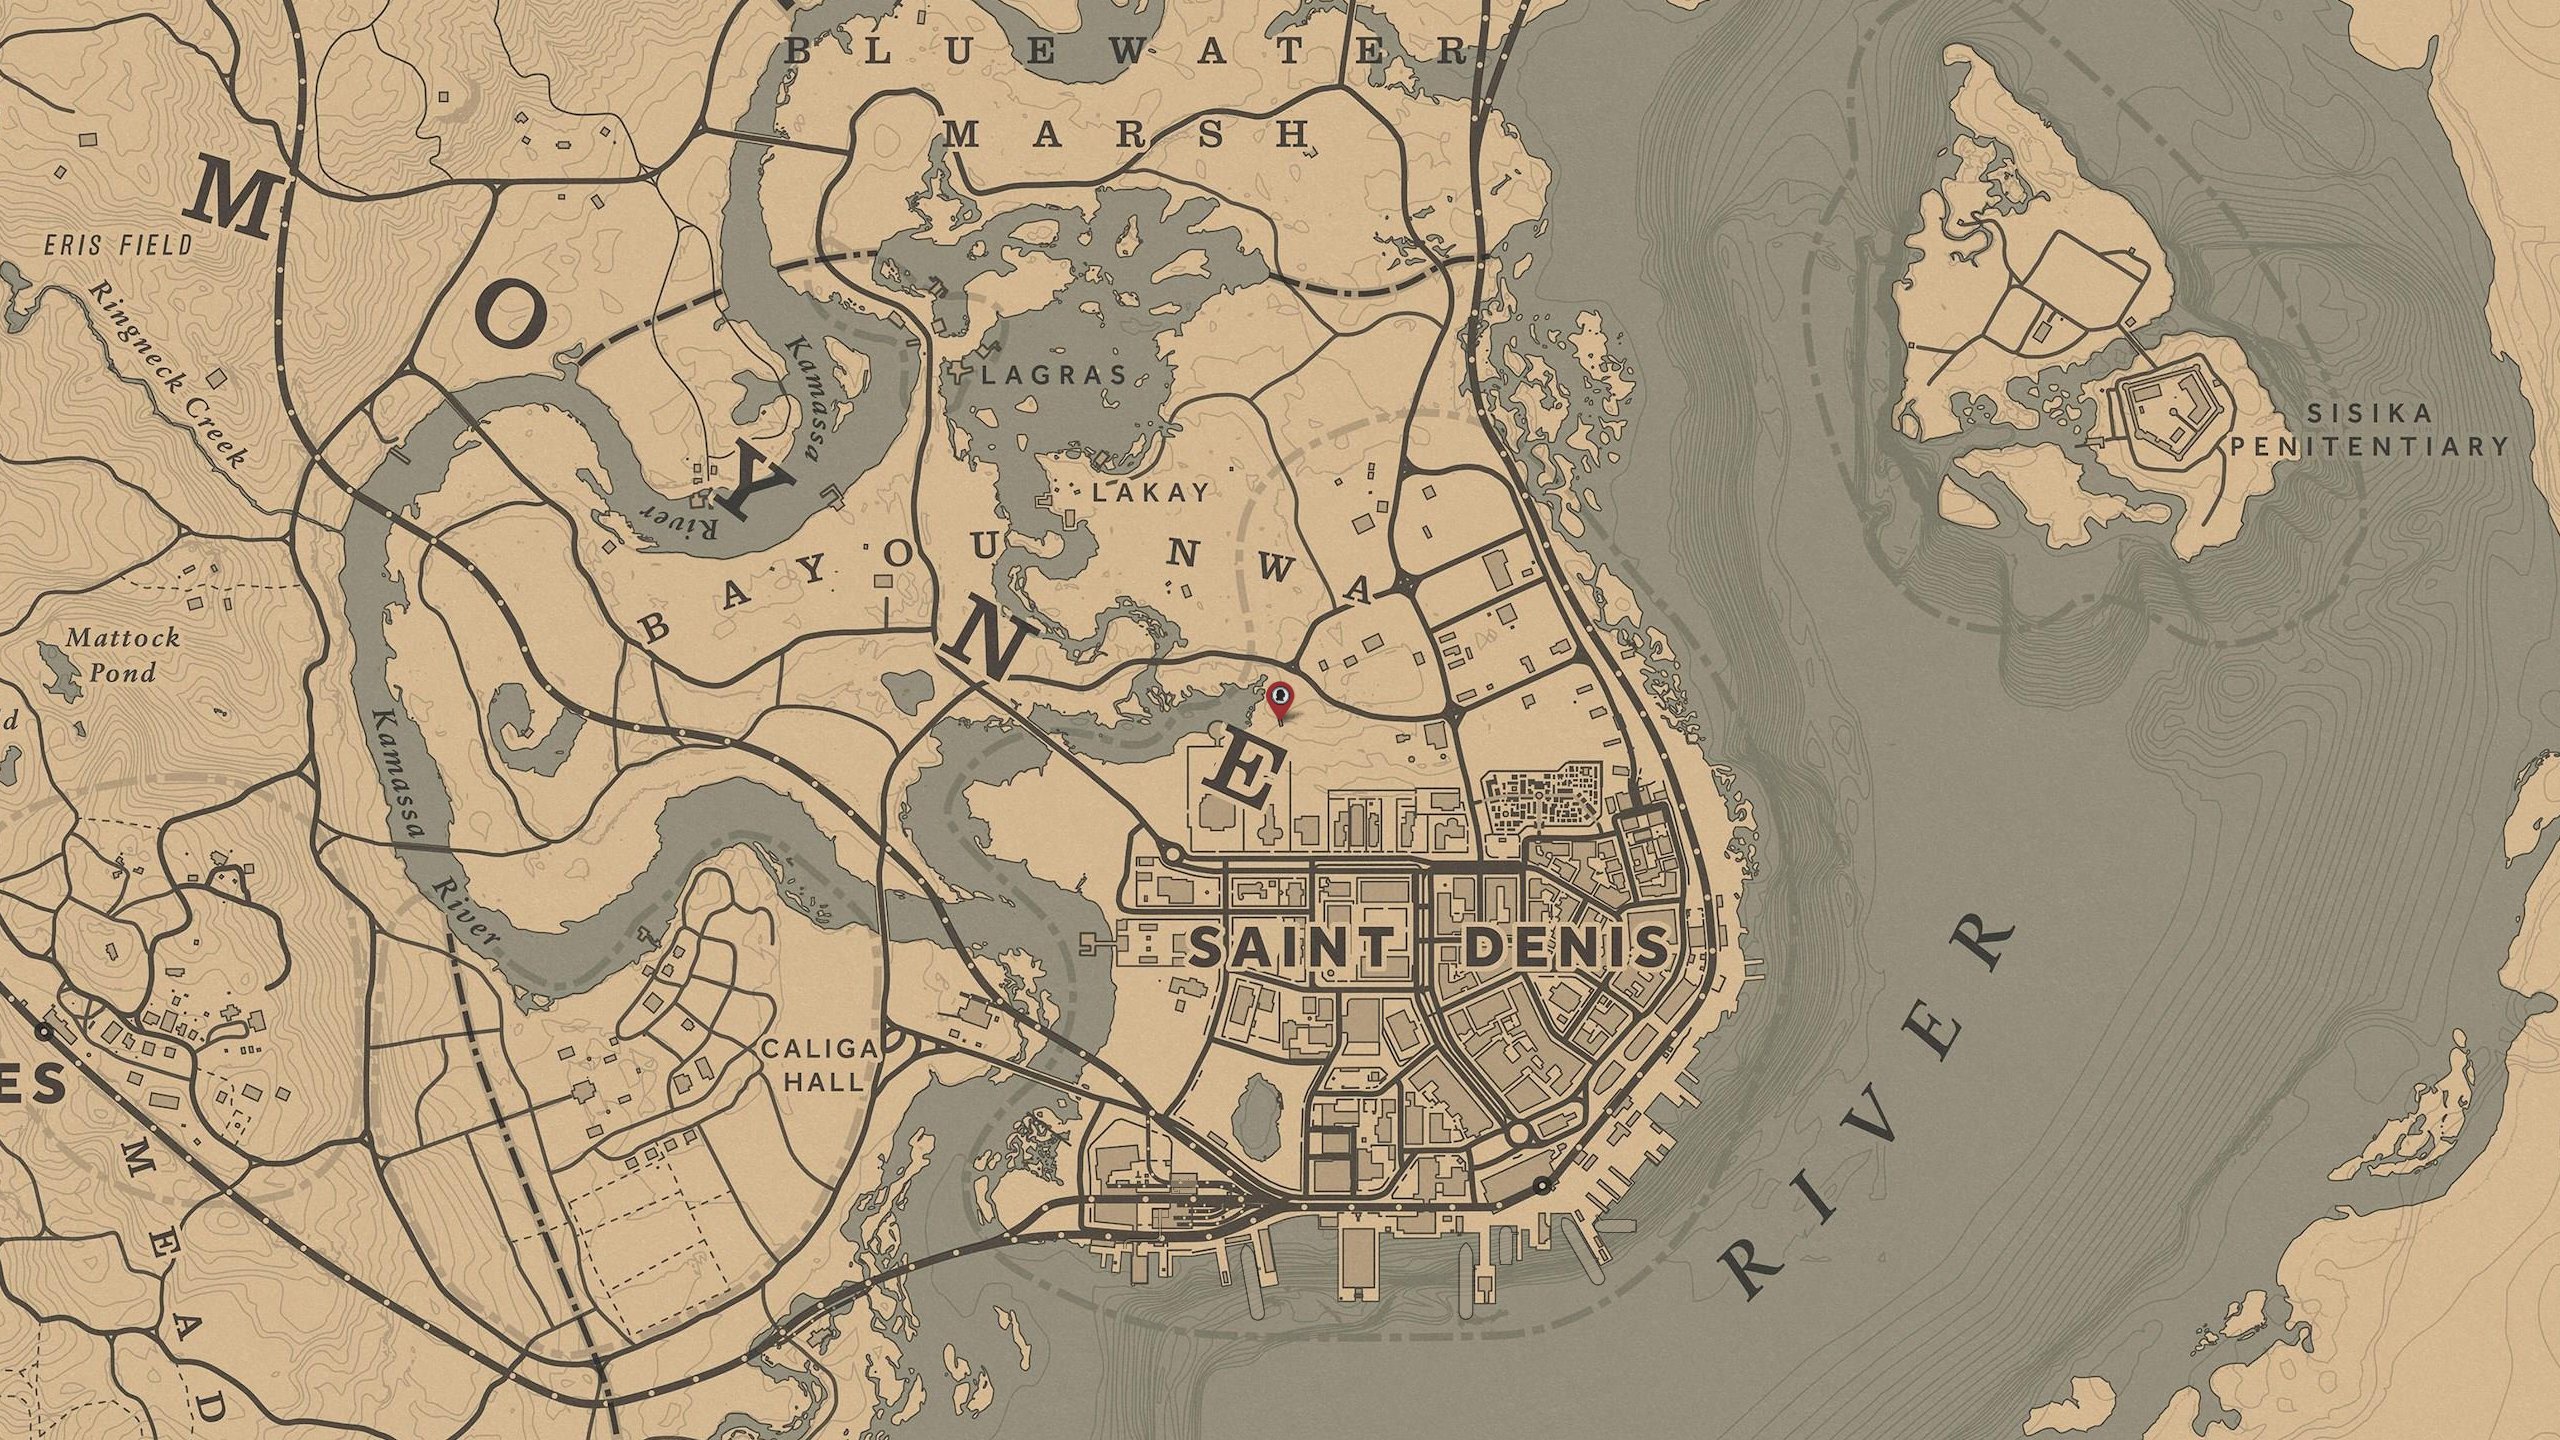 BLUEWATER
MARSH
ERIS FIELD
Ringneck Creek
MOYNE
Kamassa
River
LAGRAS
LAKAY
BAYOU NWA
SISIKA
PENITENTIARY
Mattock
Pond
d
Kamassa
River
SAINT DENIS
CALIGA
HALL
ES
MEAD
RIVER